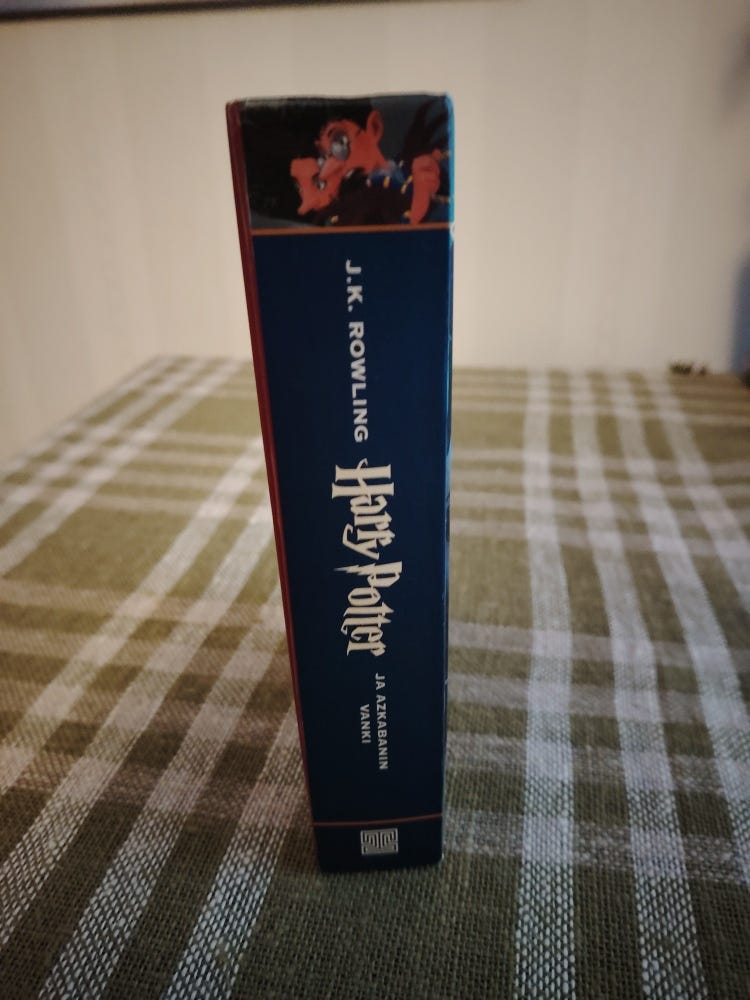 J.K. ROWLING
Harry Potter
JA AZKABANIN
VANKI